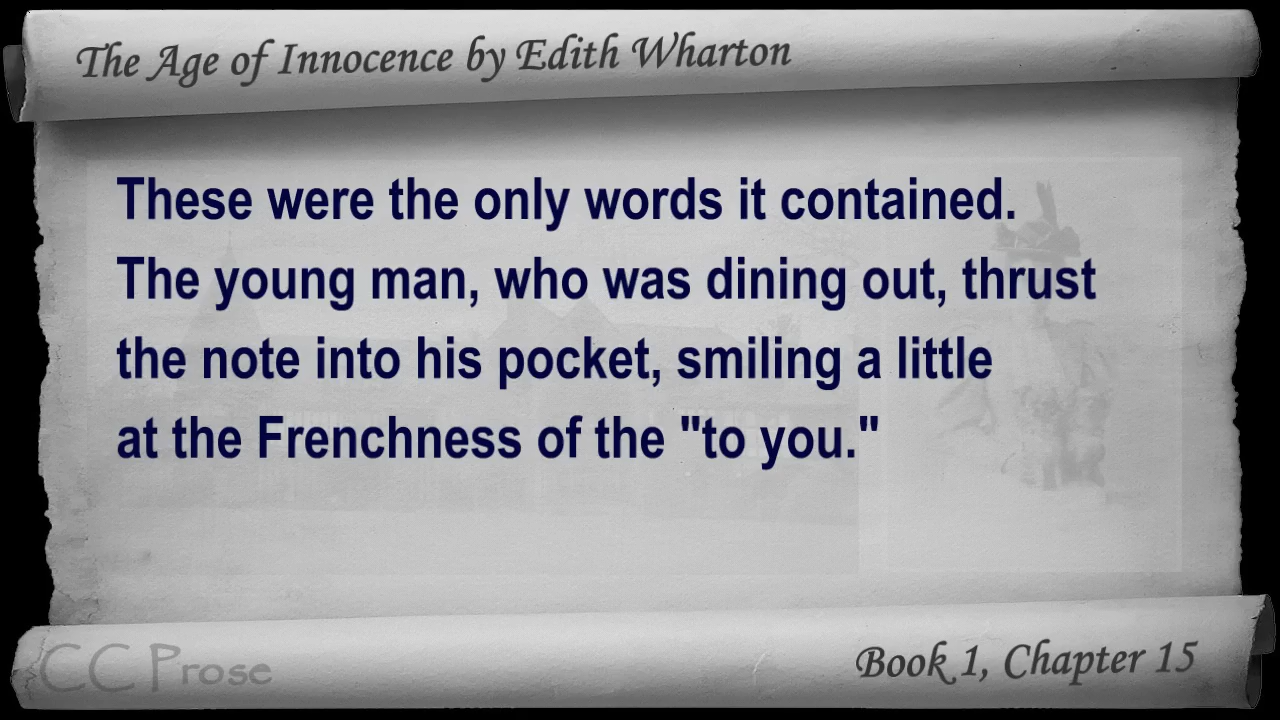 The Age of Innocence by Edith Wharton
These were the only words it contained.
The young man, who was dining out, thrust
the note into his pocket, smiling a little
at the Frenchness of the "to you."
CC Prose
Book 1, Chapter 15